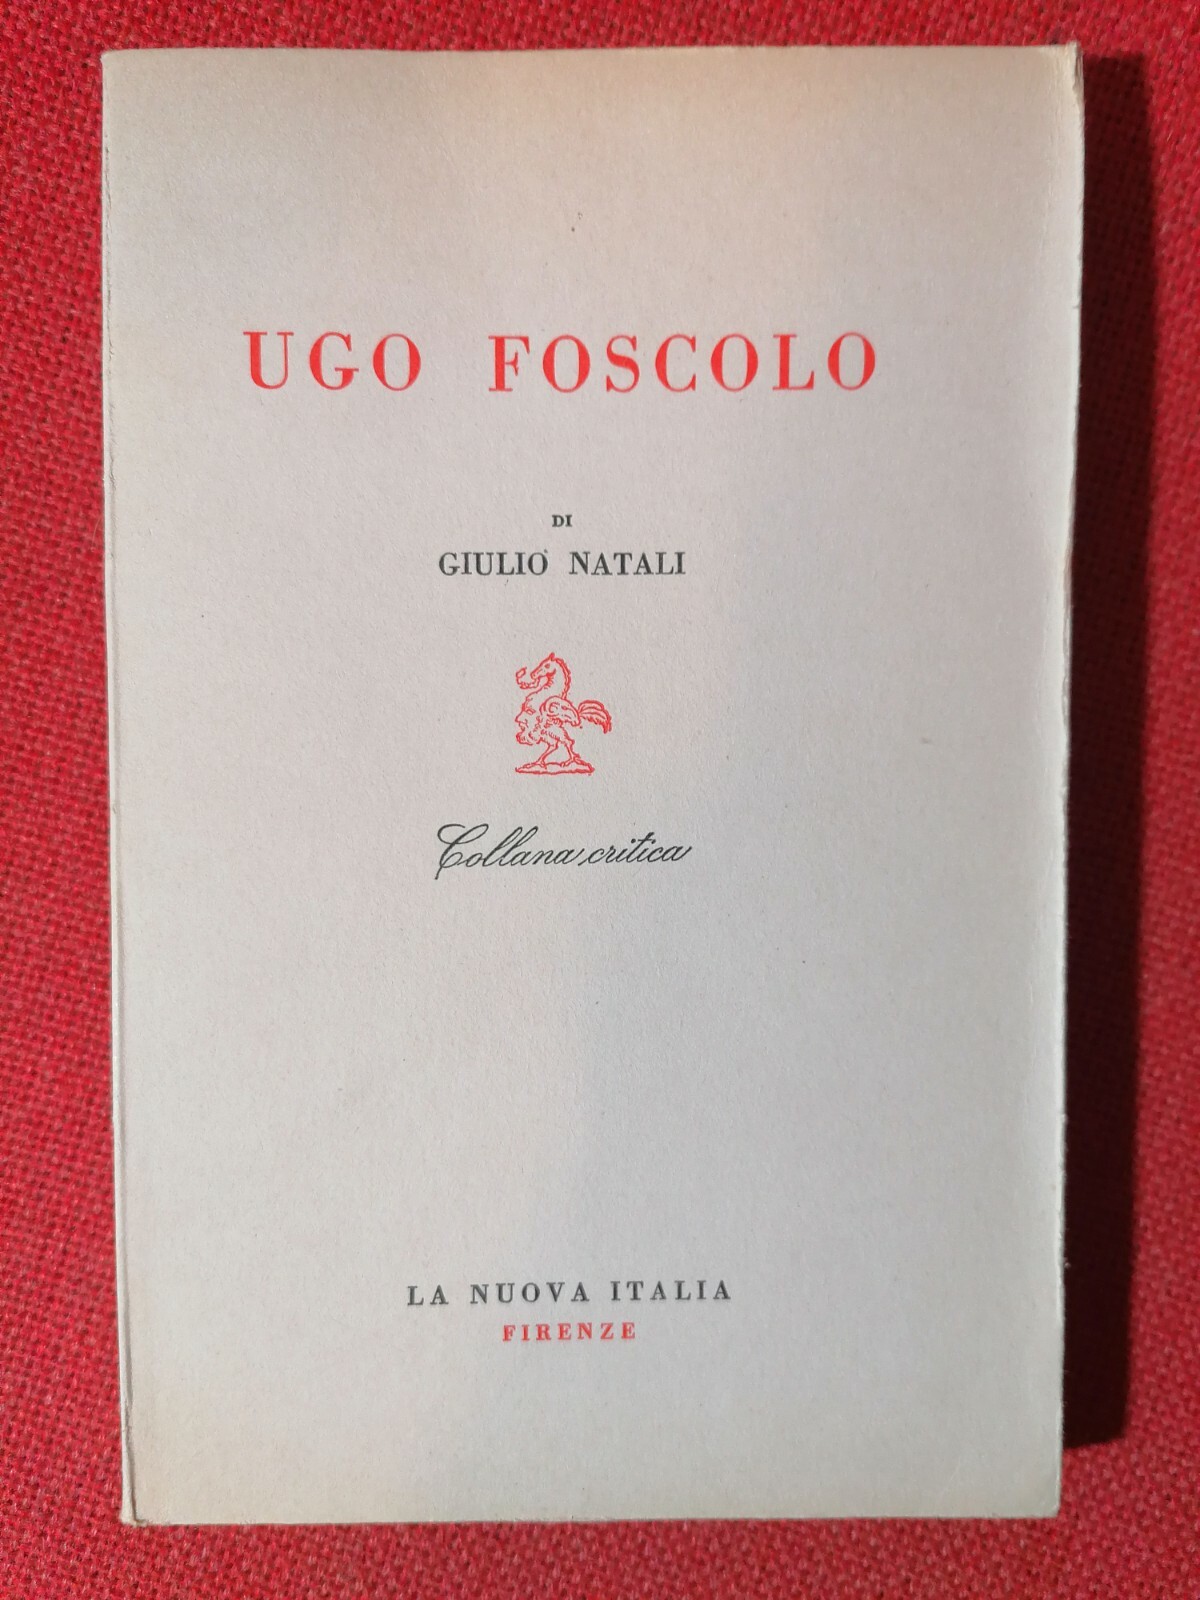 UGO FOSCOLO
DI
GIULIO NATALI
Collana critica
LA NUOVA ITALIA
FIRENZE